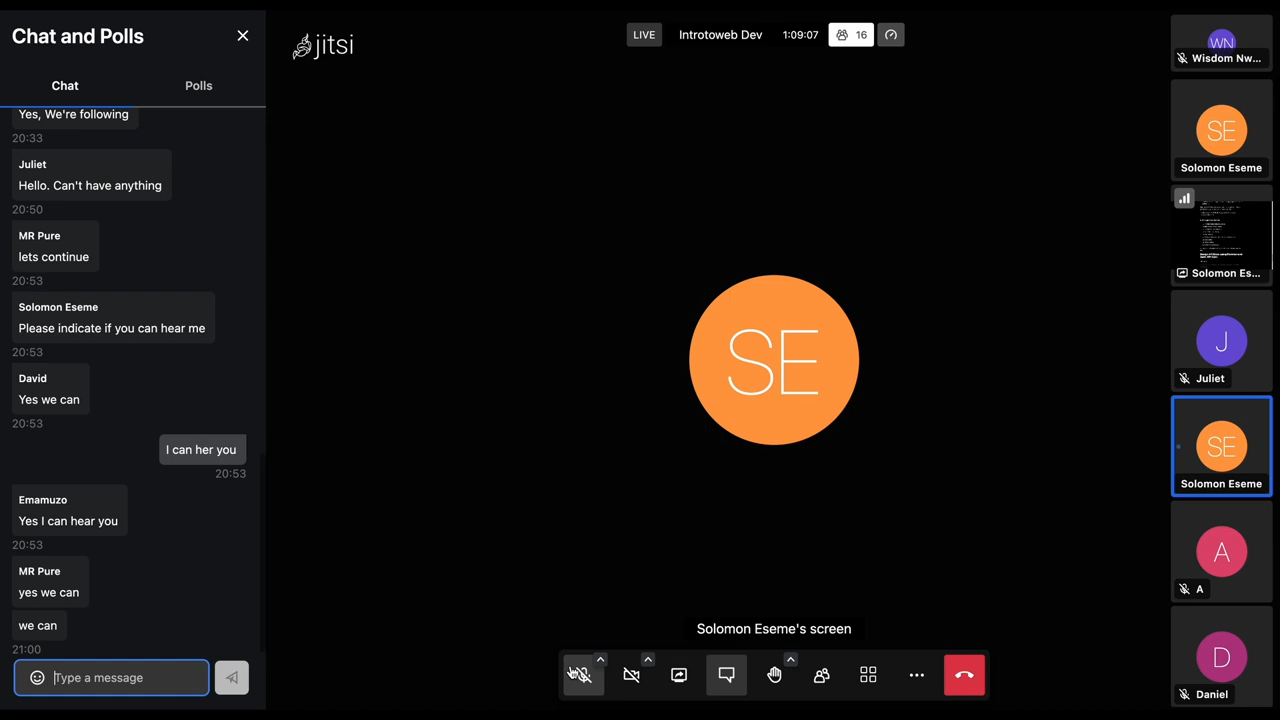 Chat and Polls
Chat
Polls
Yes, We're following
20:33
Juliet
Hello. Can't have anything
20:50
MR Pure
lets continue
20:53
Solomon Eseme
Please indicate if you can hear me
20:53
David
Yes we can
20:53
I can her you
20:53
Emamuzo
Yes I can hear you
20:53
MR Pure
yes we can
we can
21:00
Type a message
jitsi
LIVE
Introtoweb Dev
1:09:07
16
SE
Solomon Eseme's screen
WN
Wisdom Nw...
SE
Solomon Eseme
Solomon Es...
J
Juliet
SE
Solomon Eseme
A
A
D
Daniel